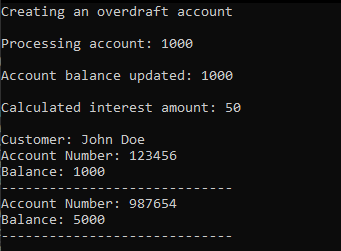 Creating an overdraft account
Processing account: 1000
Account balance updated: 1000
Calculated interest amount: 50
Customer: John Doe
Account Number: 123456
Balance: 1000
-----------------------------
Account Number: 987654
Balance: 5000
-----------------------------